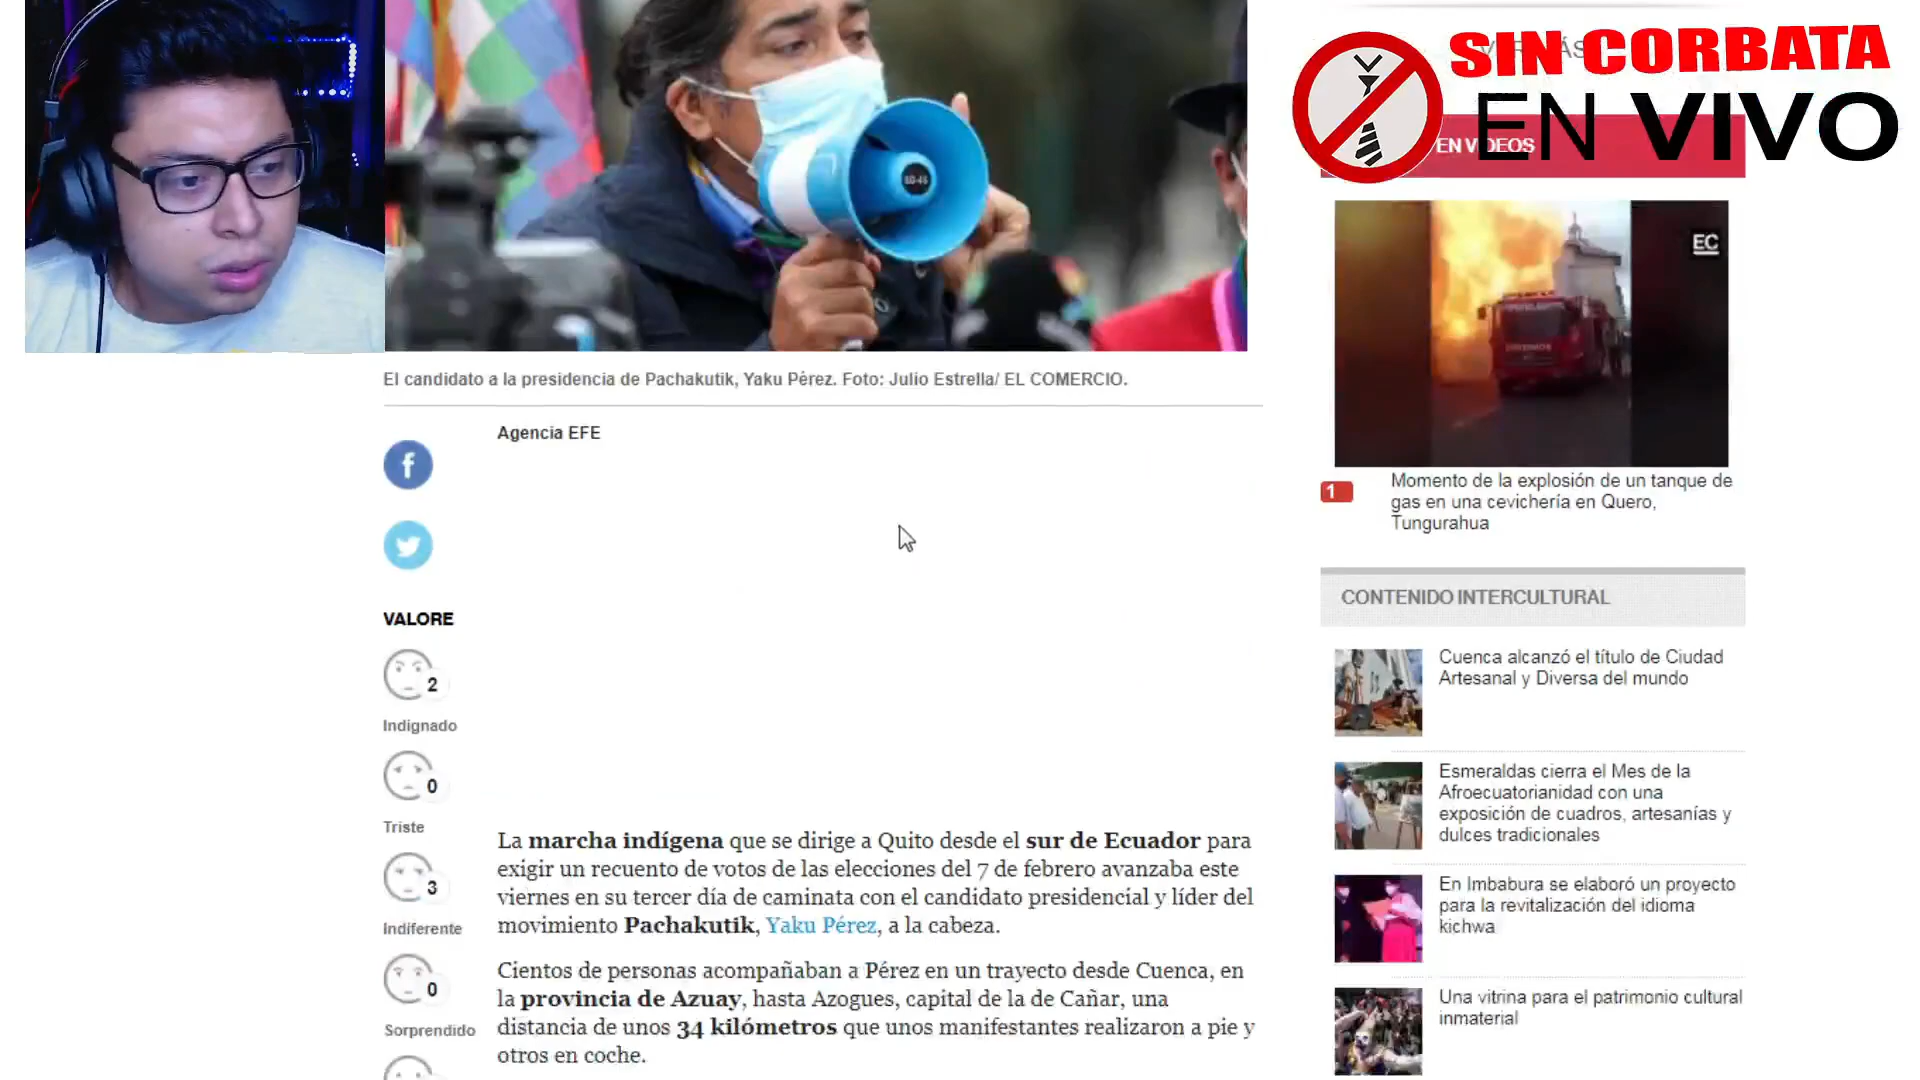 SIN CORBATA
EN VIVO
EN VIDEOS
EC
El candidato a la presidencia de Pachakutik, Yaku Pérez. Foto: Julio Estrella/ EL COMERCIO.
Agencia EFE
VALORE
2
Indignado
0
Triste
3
Indiferente
0
Sorprendido
La marcha indígena que se dirige a Quito desde el sur de Ecuador para
exigir un recuento de votos de las elecciones del 7 de febrero avanzaba este
viernes en su tercer día de caminata con el candidato presidencial y líder del
movimiento Pachakutik, Yaku Pérez, a la cabeza.
Cientos de personas acompañaban a Pérez en un trayecto desde Cuenca, en
la provincia de Azuay, hasta Azogues, capital de la de Cañar, una
distancia de unos 34 kilómetros que unos manifestantes realizaron a pie y
otros en coche.
1
Momento de la explosión de un tanque de
gas en una cevichería en Quero,
Tungurahua
CONTENIDO INTERCULTURAL
Cuenca alcanzó el título de Ciudad
Artesanal y Diversa del mundo
Esmeraldas cierra el Mes de la
Afroecuatorianidad con una
exposición de cuadros, artesanías y
dulces tradicionales
En Imbabura se elaboró un proyecto
para la revitalización del idioma
kichwa
Una vitrina para el patrimonio cultural
inmaterial